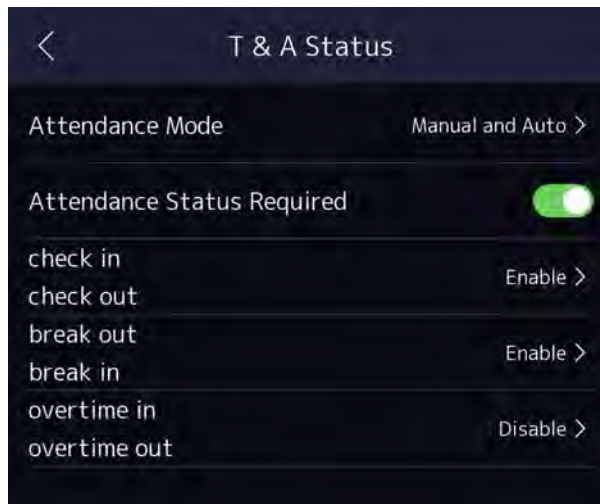 T & A Status
Attendance Mode Manual and Auto >
Attendance Status Required
check in
check out
Enable >
break out
break in
Enable >
overtime in
overtime out
Disable >